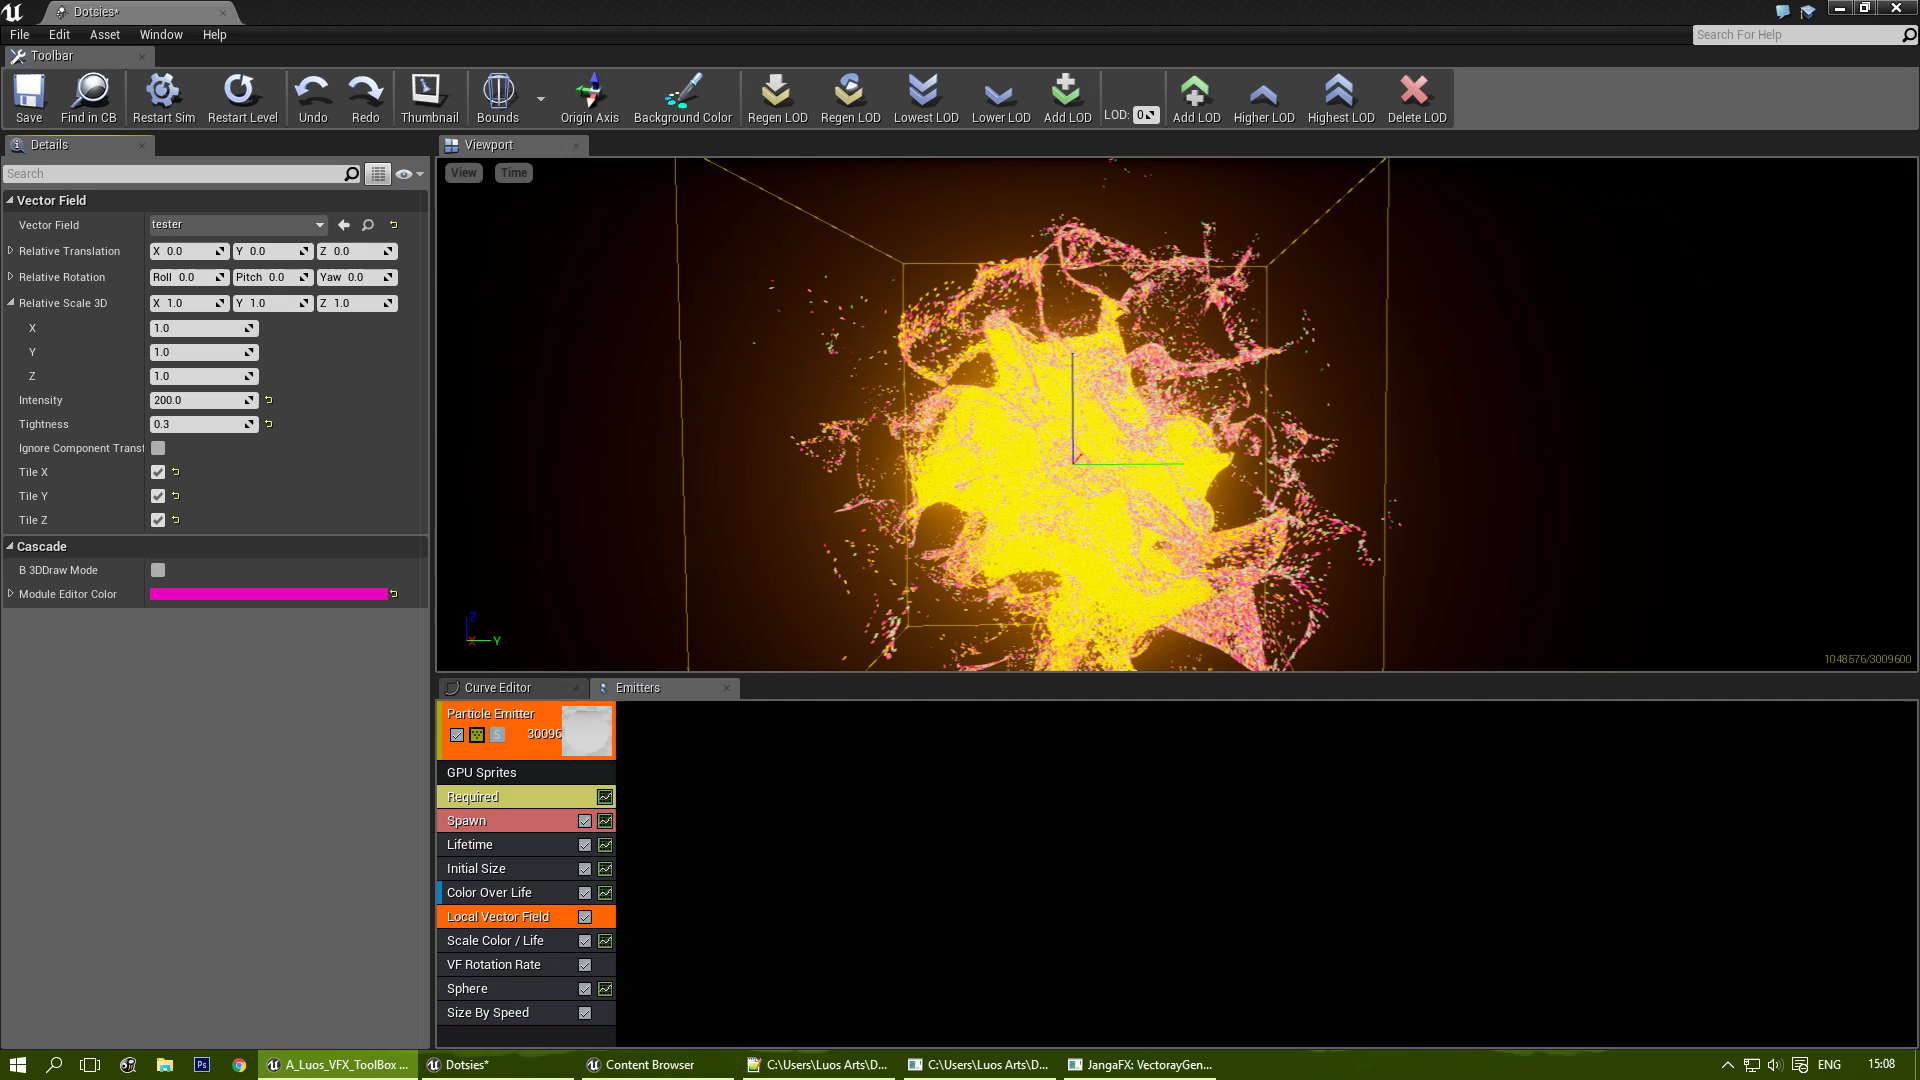 Dotsies*
File Edit Asset Window Help
Search For Help
Toolbar
Save Find in CB Restart Sim Restart Level Undo Redo Thumbnail Bounds Origin Axis Background Color Regen LOD Regen LOD Lowest LOD Lower LOD Add LOD LOD: 0 Add LOD Higher LOD Highest LOD Delete LOD
Details
Search
Vector Field
Vector Field tester
Relative Translation X 0.0 Y 0.0 Z 0.0
Relative Rotation Roll 0.0 Pitch 0.0 Yaw 0.0
Relative Scale 3D X 1.0 Y 1.0 Z 1.0
X 1.0
Y 1.0
Z 1.0
Intensity 200.0
Tightness 0.3
Ignore Component Transf
Tile X
Tile Y
Tile Z
Cascade
B 3DDraw Mode
Module Editor Color
Viewport
View Time
Z
X Y
1048576/3009600
Curve Editor Emitters
Particle Emitter
S 30096
GPU Sprites
Required
Spawn
Lifetime
Initial Size
Color Over Life
Local Vector Field
Scale Color / Life
VF Rotation Rate
Sphere
Size By Speed
Ps A_Luos_VFX_ToolBox ... Dotsies* Content Browser C:\Users\Luos Arts\D... C:\Users\Luos Arts\D... JangaFX: VectorayGen... ENG 15:08